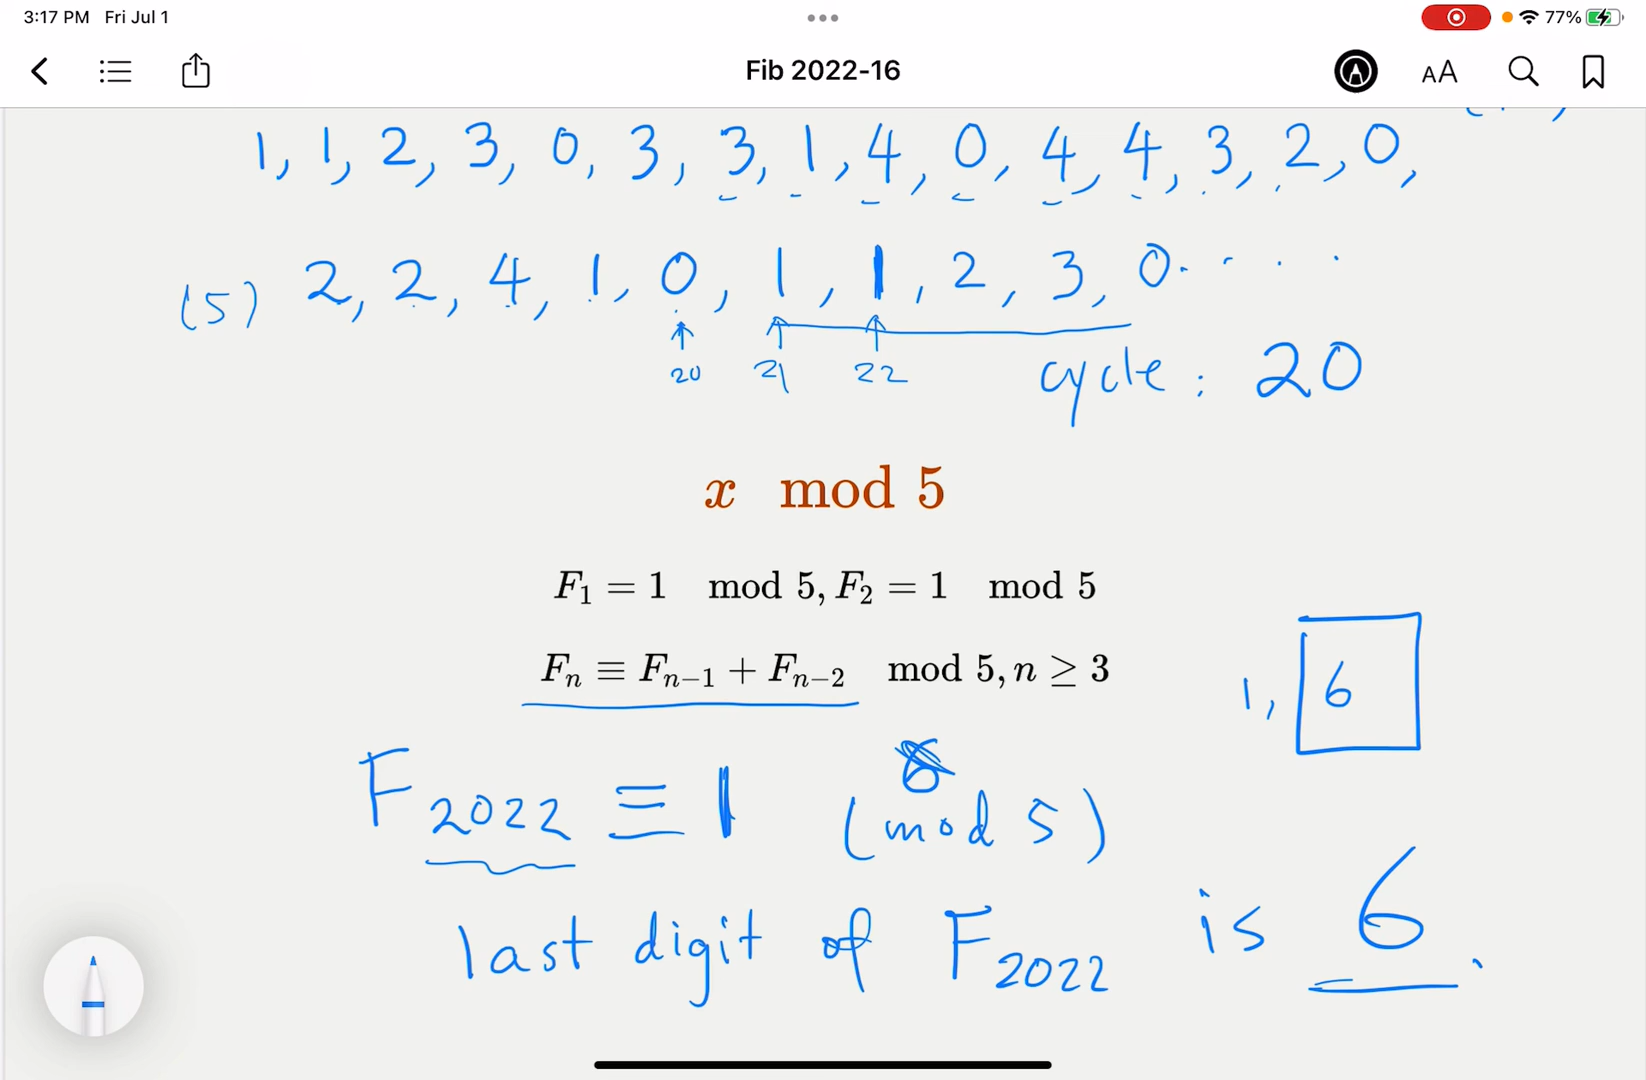 3:17 PM Fri Jul 1
77%
Fib 2022-16
AA
1, 1, 2, 3, 0, 3, 3, 1, 4, 0, 4, 4, 3, 2, 0,
(5) 2, 2, 4, 1, 0, 1, 1, 2, 3, 0. . . . .
20 21 22
cycle : 20
x mod 5
F₁ = 1 mod 5, F₂ = 1 mod 5
Fₙ ≡ Fₙ₋₁ + Fₙ₋₂ mod 5, n ≥ 3
1, 6
F₂₀₂₂ ≡ 1 (mod 5)
last digit of F₂₀₂₂ is 6.